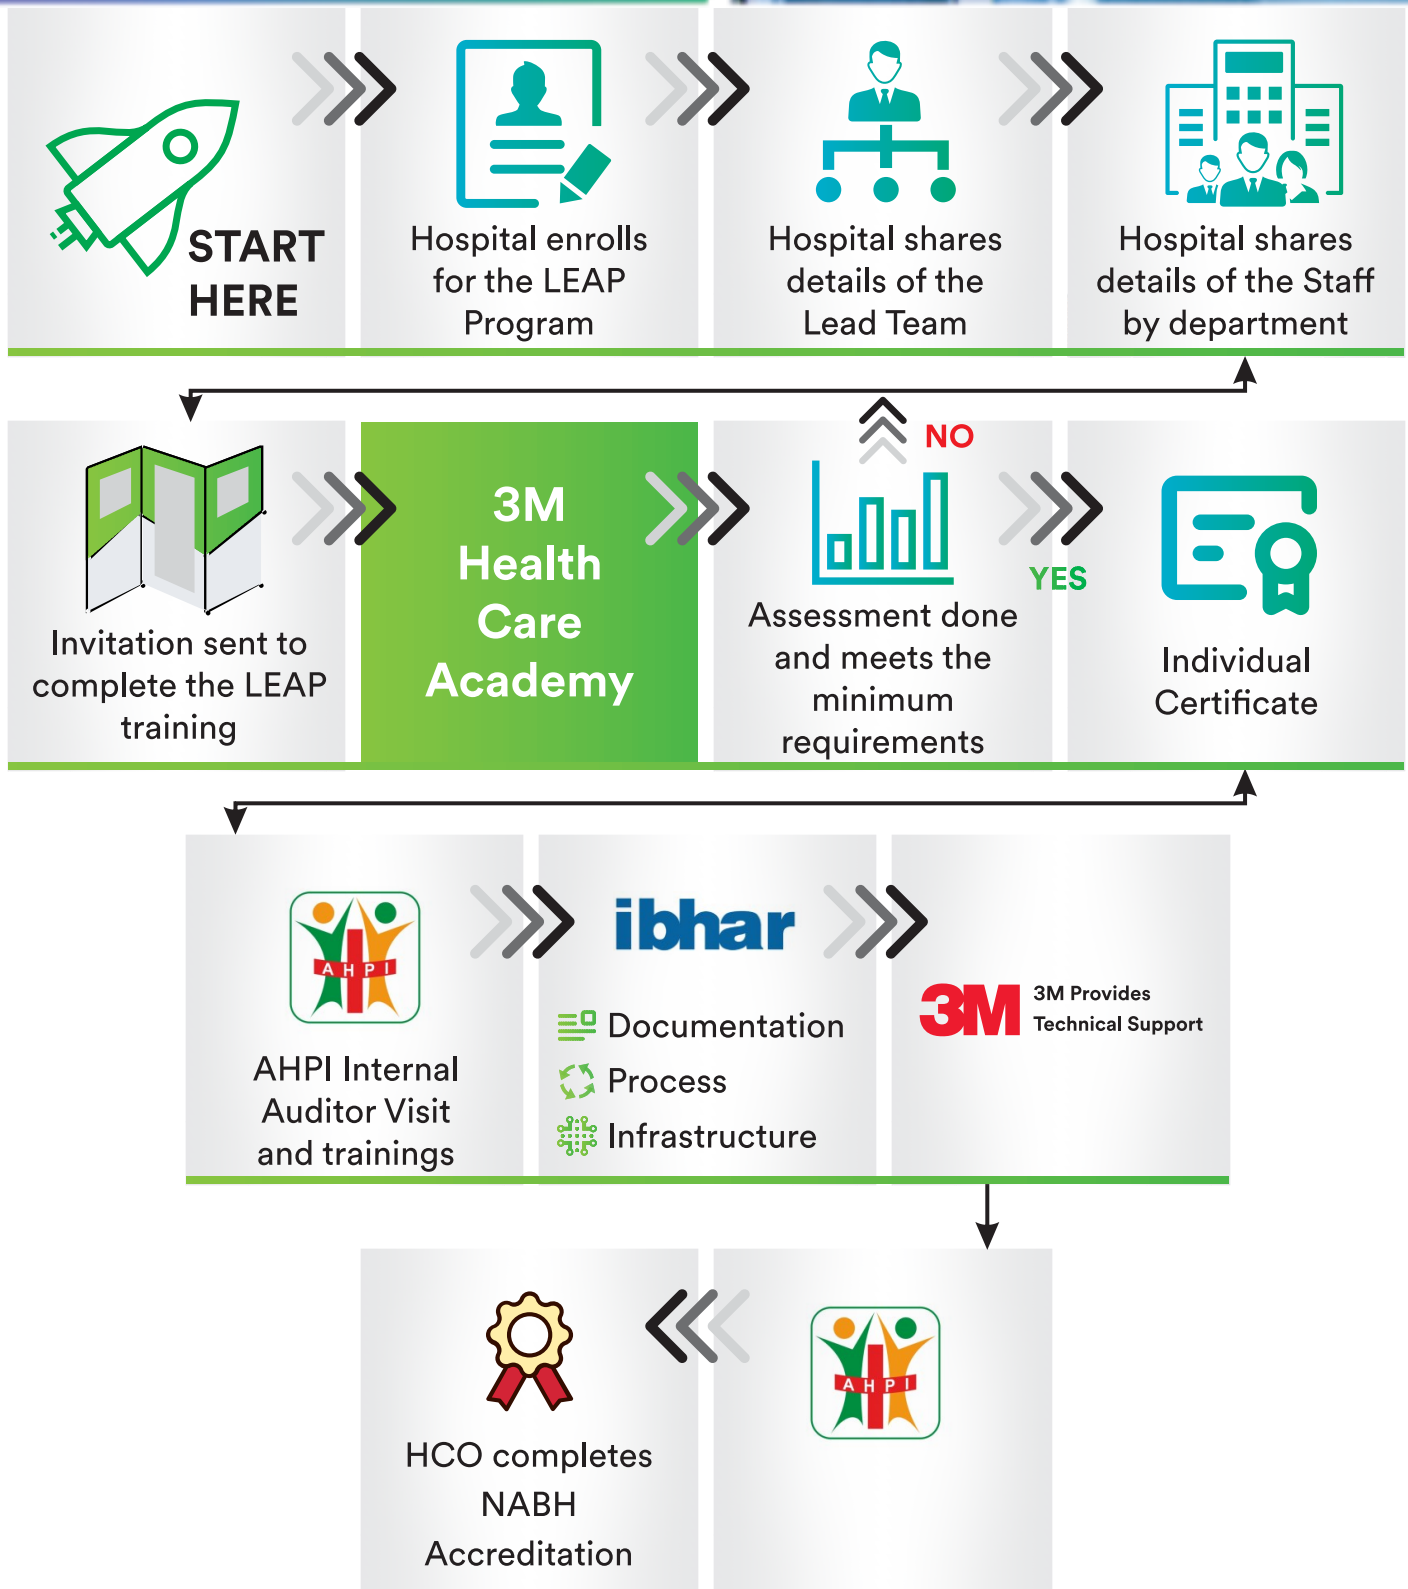 START
HERE
Hospital enrolls
for the LEAP
Program
Hospital shares
details of the
Lead Team
Hospital shares
details of the Staff
by department
Invitation sent to
complete the LEAP
training
3M
Health
Care
Academy
NO
Assessment done
and meets the
minimum
requirements
YES
Individual
Certificate
AHPI
AHPI Internal
Auditor Visit
and trainings
ibhar
Documentation
Process
Infrastructure
3M
3M Provides
Technical Support
HCO completes
NABH
Accreditation
AHPI